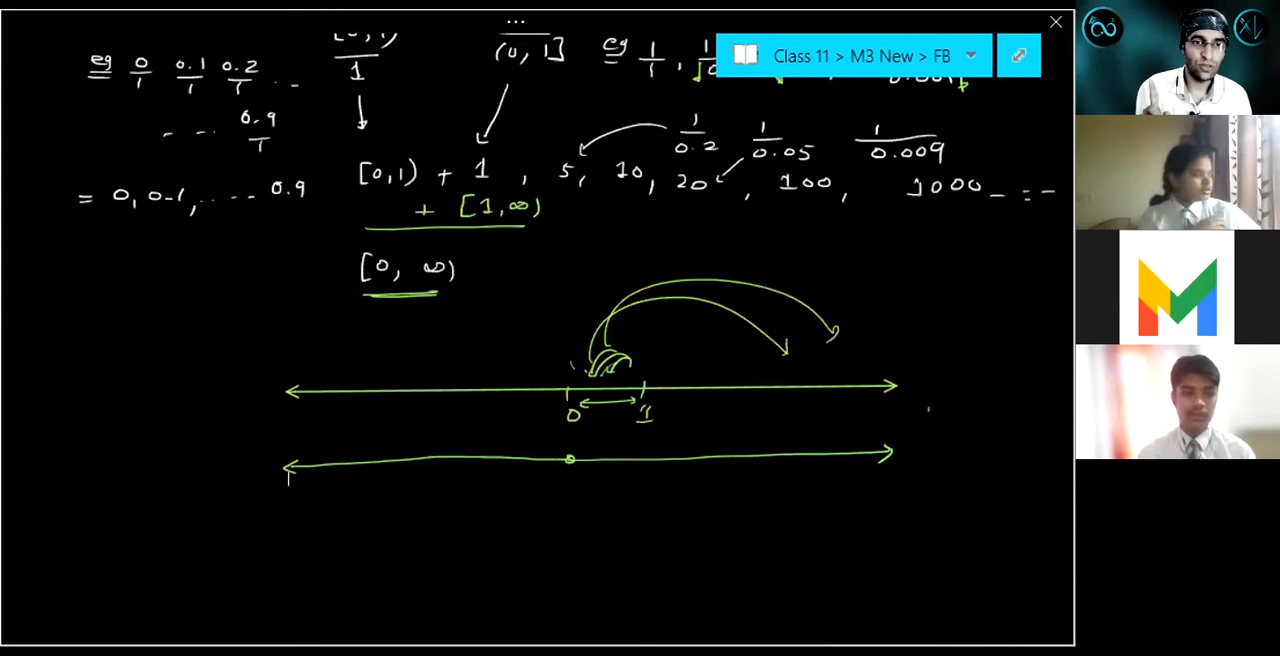 ...
eg 0/1 0.1/1 0.2/1 ... [0,1)/1 (0, 1] eg 1/1,
Class 11 > M3 New > FB
... 0.9/1
1/0.2 1/0.05 1/0.009
[0,1) + 1, 5, 10, 20, 100, 1000 ---
= 0, 0.1, .... 0.9
+ [1,∞)
[0, ∞)
0 1